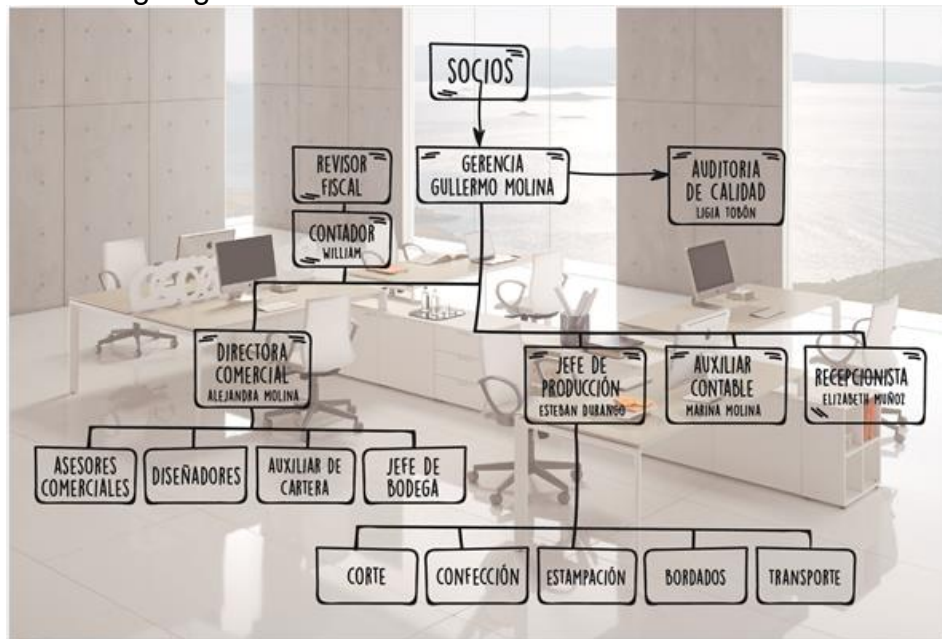 SOCIOS
REVISOR
FISCAL
GERENCIA
GULLERMO MOLINA
AUDITORIA
DE CALIDAD
LIGIA TOBÓN
CONTADOR
WILLIAM
DIRECTORA
COMERCIAL
ALEJANDRA MOLINA
JEFE DE
PRODUCCIÓN
ESTEBAN DURANGO
AUXILIAR
CONTABLE
MARINA MOLINA
RECEPCIONISTA
ELIZABETH MUÑOZ
ASESORES
COMERCIALES
DISEÑADORES
AUXILIAR DE
CARTERA
JEFE DE
BODEGA
CORTE
CONFECCIÓN
ESTAMPACIÓN
BORDADOS
TRANSPORTE